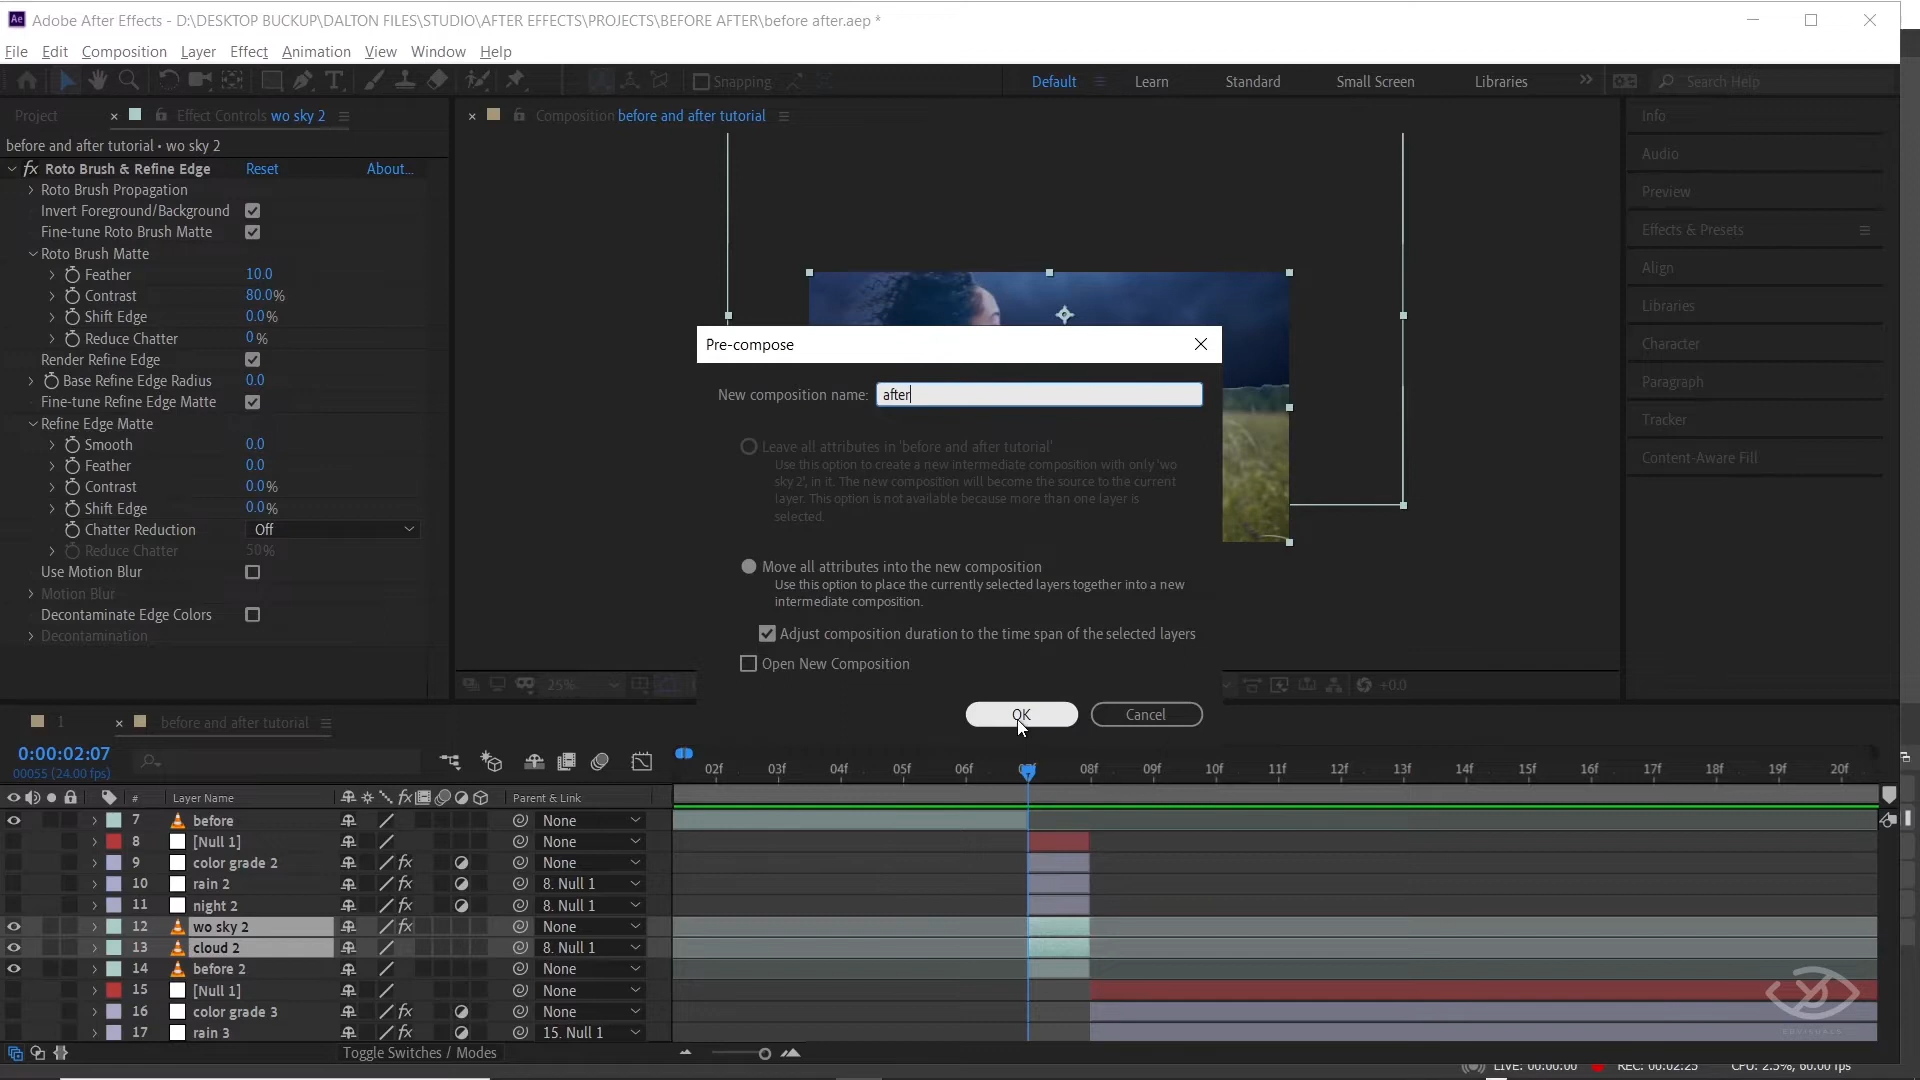 Adobe After Effects - D:\DESKTOP BUCKUP\DALTON FILES\STUDIO\AFTER EFFECTS\PROJECTS\BEFORE AFTER\before after.aep *
File Edit Composition Layer Effect Animation View Window Help
Snapping Default Learn Standard Small Screen Libraries Search Help
Project Effect Controls wo sky 2
Composition before and after tutorial
before and after tutorial • wo sky 2
fx Roto Brush & Refine Edge Reset About...
Roto Brush Propagation
Invert Foreground/Background
Fine-tune Roto Brush Matte
Roto Brush Matte
Feather 10.0
Contrast 80.0%
Shift Edge 0.0%
Reduce Chatter 0%
Render Refine Edge
Base Refine Edge Radius 0.0
Fine-tune Refine Edge Matte
Refine Edge Matte
Smooth 0.0
Feather 0.0
Contrast 0.0%
Shift Edge 0.0%
Chatter Reduction Off
Reduce Chatter 50%
Use Motion Blur
Motion Blur
Decontaminate Edge Colors
Decontamination
Pre-compose
New composition name: after
Leave all attributes in 'before and after tutorial'
Use this option to create a new intermediate composition with only 'wo
sky 2', in it. The new composition will become the source to the current
layer. This option is not available because more than one layer is
selected.
Move all attributes into the new composition
Use this option to place the currently selected layers together into a new
intermediate composition.
Adjust composition duration to the time span of the selected layers
Open New Composition
OK Cancel
25%
+0.0
Info
Audio
Preview
Effects & Presets
Align
Libraries
Character
Paragraph
Tracker
Content-Aware Fill
1 before and after tutorial
0:00:02:07
00055 (24.00 fps)
02f 03f 04f 05f 06f 07f 08f 09f 10f 11f 12f 13f 14f 15f 16f 17f 18f 19f 20f
# Layer Name fx Parent & Link
7 before None
8 [Null 1] None
9 color grade 2 fx None
10 rain 2 fx 8. Null 1
11 night 2 fx 8. Null 1
12 wo sky 2 fx None
13 cloud 2 8. Null 1
14 before 2 None
15 [Null 1] None
16 color grade 3 fx None
17 rain 3 fx 15. Null 1
Toggle Switches / Modes
LIVE: 00:00:00 REC: 00:02:25 CPU: 2.5%, 60.00 fps